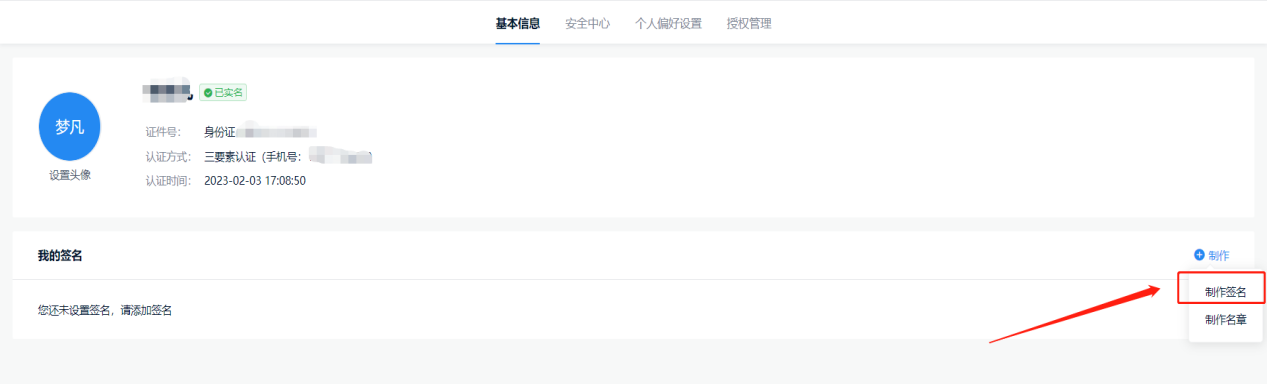 基本信息 安全中心 个人偏好设置 授权管理
已实名
梦凡
证件号： 身份证
认证方式： 三要素认证（手机号：
设置头像
认证时间： 2023-02-03 17:08:50
我的签名
制作
制作签名
您还未设置签名，请添加签名
制作名章